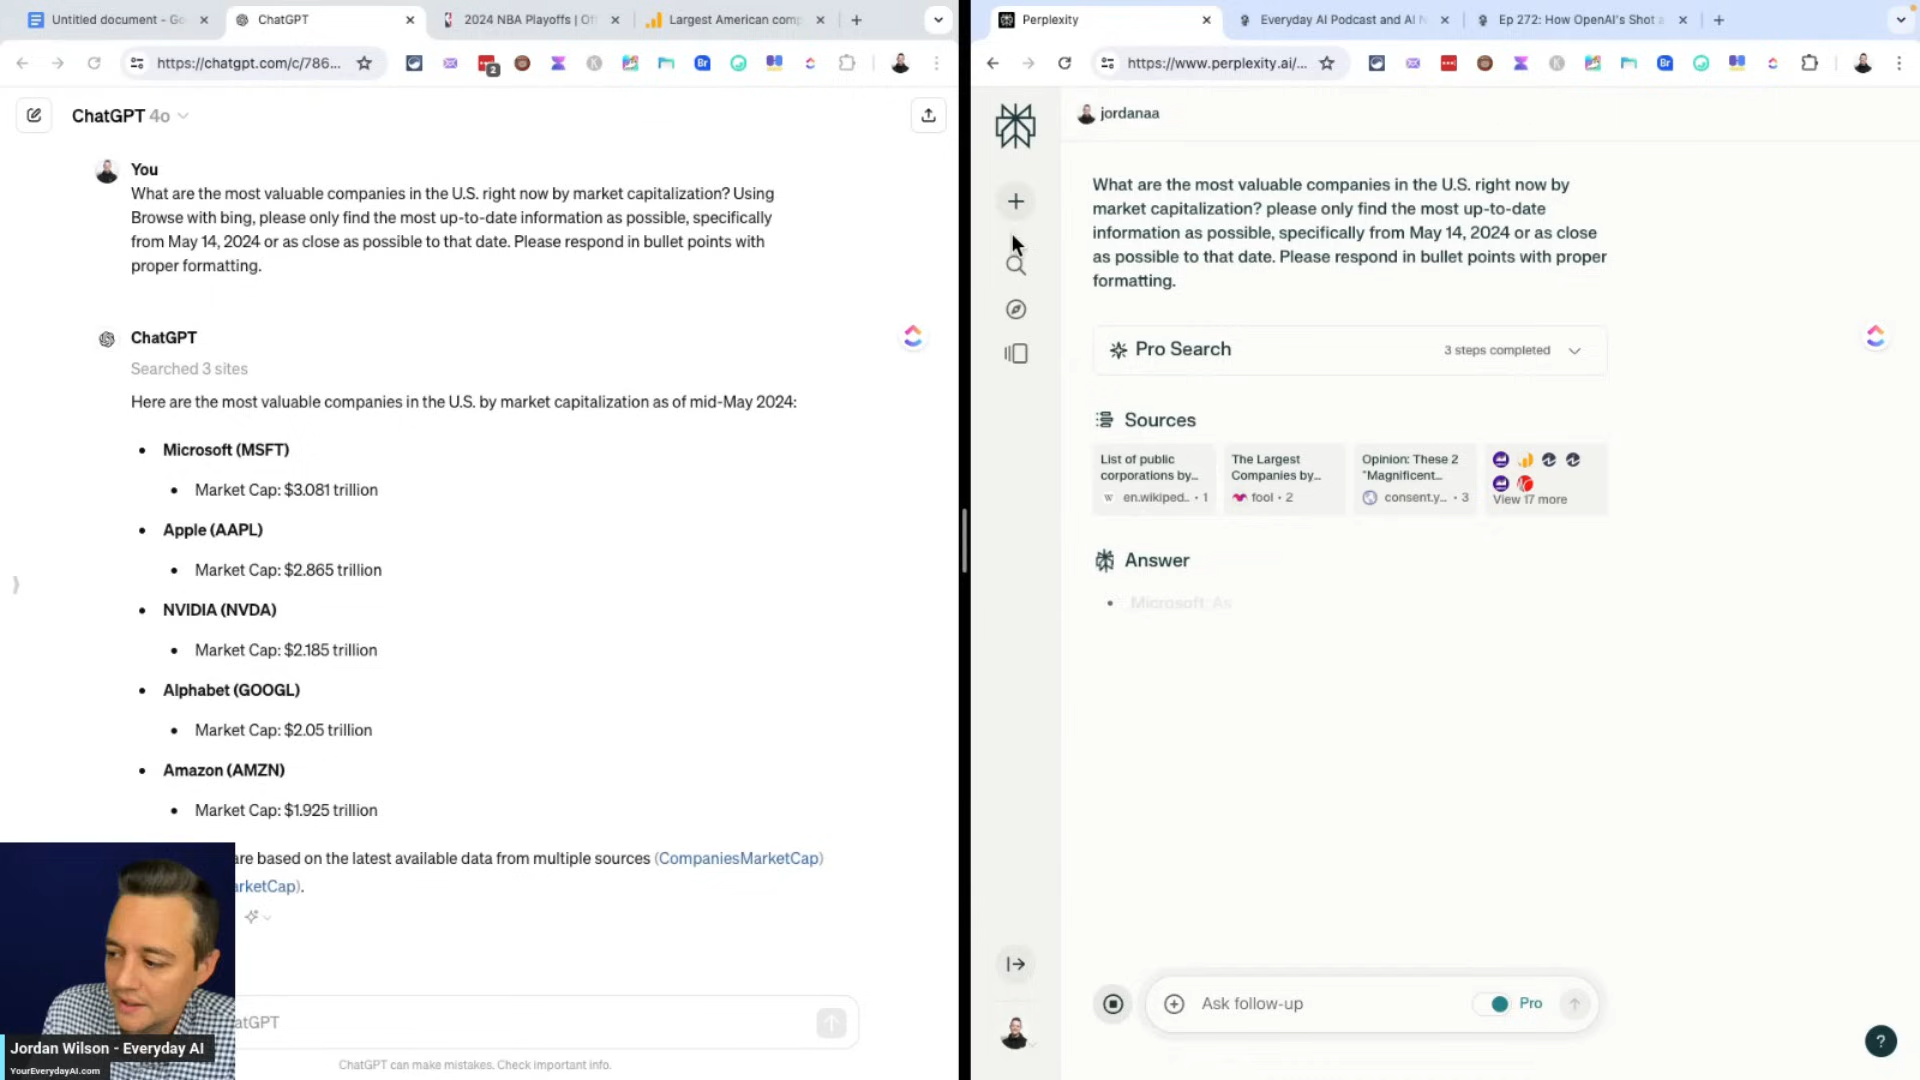 Untitled document - Go
ChatGPT
2024 NBA Playoffs | Of
Largest American comp
https://chatgpt.com/c/786...
2
ChatGPT 4o
You
What are the most valuable companies in the U.S. right now by market capitalization? Using
Browse with bing, please only find the most up-to-date information as possible, specifically
from May 14, 2024 or as close as possible to that date. Please respond in bullet points with
proper formatting.
ChatGPT
Searched 3 sites
Here are the most valuable companies in the U.S. by market capitalization as of mid-May 2024:
Microsoft (MSFT)
Market Cap: $3.081 trillion
Apple (AAPL)
Market Cap: $2.865 trillion
NVIDIA (NVDA)
Market Cap: $2.185 trillion
Alphabet (GOOGL)
Market Cap: $2.05 trillion
Amazon (AMZN)
Market Cap: $1.925 trillion
are based on the latest available data from multiple sources (CompaniesMarketCap)
arketCap).
atGPT
ChatGPT can make mistakes. Check important info.
Jordan Wilson - Everyday AI
YourEverydayAI.com
Perplexity
Everyday AI Podcast and AI N
Ep 272: How OpenAI's Shot a
https://www.perplexity.ai/...
Br
Br
jordanaa
What are the most valuable companies in the U.S. right now by
market capitalization? please only find the most up-to-date
information as possible, specifically from May 14, 2024 or as close
as possible to that date. Please respond in bullet points with proper
formatting.
Pro Search
3 steps completed
Sources
List of public
corporations by...
en.wikiped.. • 1
The Largest
Companies by...
fool • 2
Opinion: These 2
"Magnificent...
consent.y... • 3
View 17 more
Answer
Microsoft: As
Ask follow-up
Pro
?